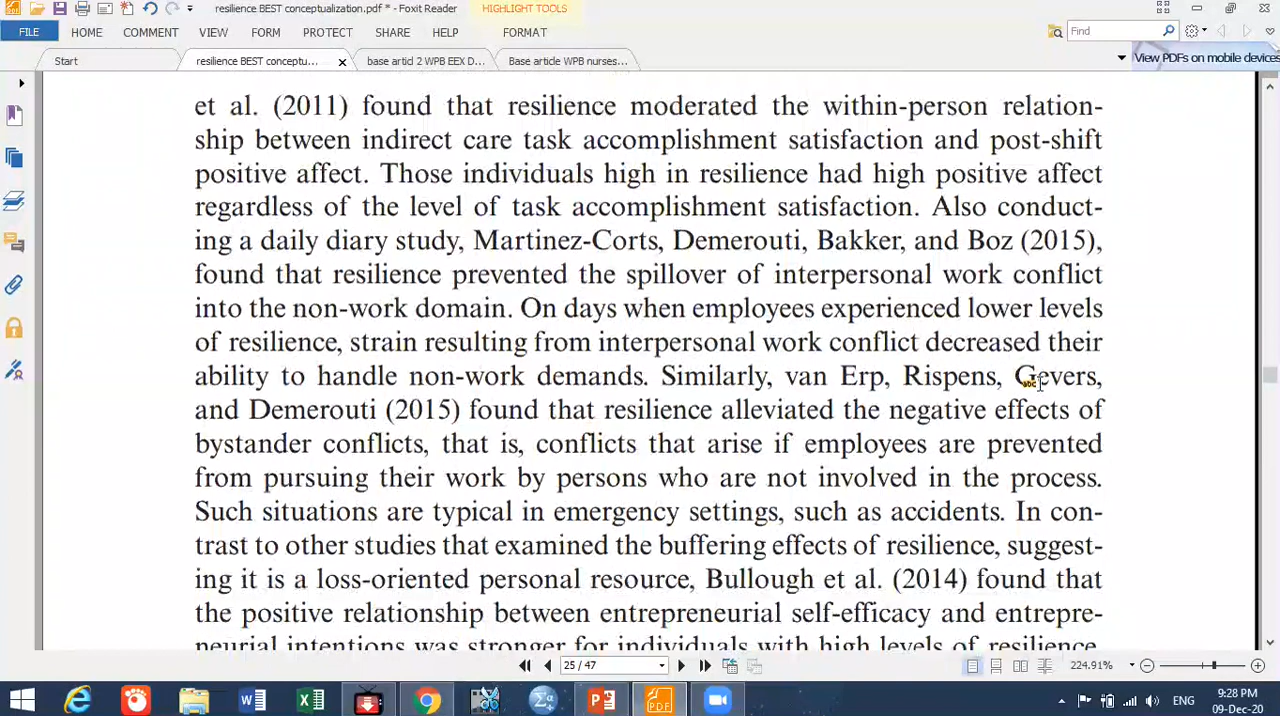 resilience BEST conceptualization.pdf * - Foxit Reader
HIGHLIGHT TOOLS
FILE HOME COMMENT VIEW FORM PROTECT SHARE HELP FORMAT
Find
Start
resilience BEST conceptu...
base articl 2 WPB EEX D...
Base article WPB nurses...
View PDFs on mobile devices
et al. (2011) found that resilience moderated the within-person relation-
ship between indirect care task accomplishment satisfaction and post-shift
positive affect. Those individuals high in resilience had high positive affect
regardless of the level of task accomplishment satisfaction. Also conduct-
ing a daily diary study, Martinez-Corts, Demerouti, Bakker, and Boz (2015),
found that resilience prevented the spillover of interpersonal work conflict
into the non-work domain. On days when employees experienced lower levels
of resilience, strain resulting from interpersonal work conflict decreased their
ability to handle non-work demands. Similarly, van Erp, Rispens, Gevers,
and Demerouti (2015) found that resilience alleviated the negative effects of
bystander conflicts, that is, conflicts that arise if employees are prevented
from pursuing their work by persons who are not involved in the process.
Such situations are typical in emergency settings, such as accidents. In con-
trast to other studies that examined the buffering effects of resilience, suggest-
ing it is a loss-oriented personal resource, Bullough et al. (2014) found that
the positive relationship between entrepreneurial self-efficacy and entrepre-
neurial intentions was stronger for individuals with high levels of resilience.
25 / 47
224.91%
ENG
9:28 PM
09-Dec-20